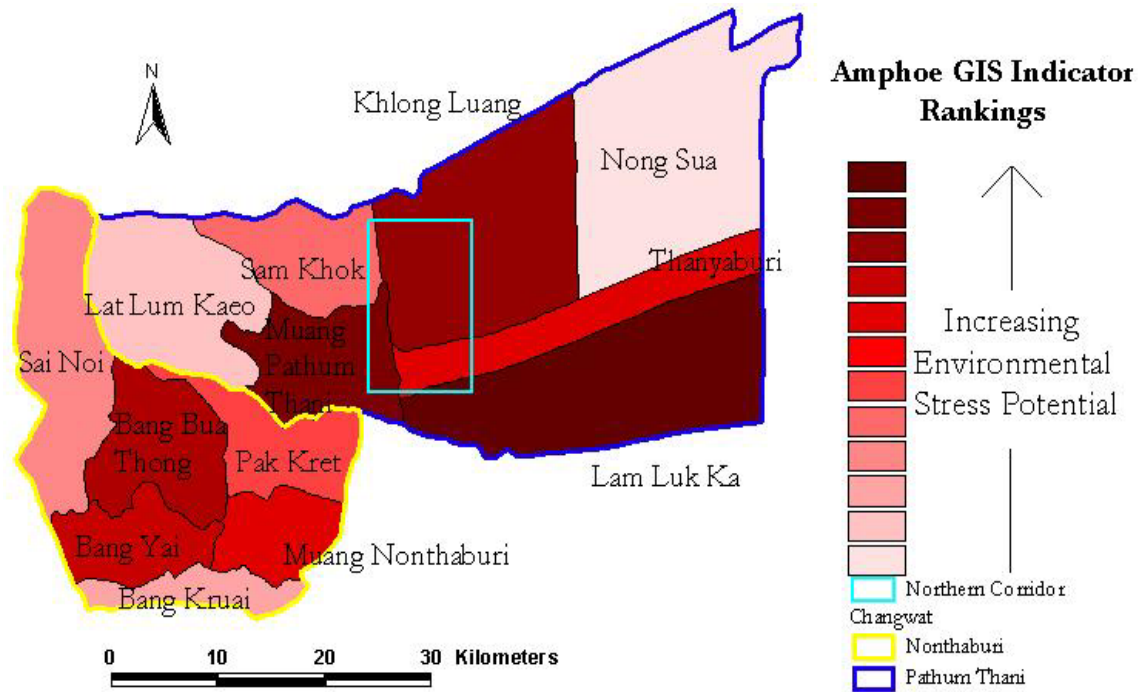 Amphoe GIS Indicator
Rankings
N
Khlong Luang
Nong Sua
Sam Khok
Thanyaburi
Lat Lum Kaeo
Muang
Pathum
Thani
Sai Noi
Bang Bua
Thong
Pak Kret
Lam Luk Ka
Bang Yai
Muang Nonthaburi
Bang Kruai
Increasing
Environmental
Stress Potential
Northern Corridor
Changwat
Nonthaburi
Pathum Thani
0 10 20 30 Kilometers